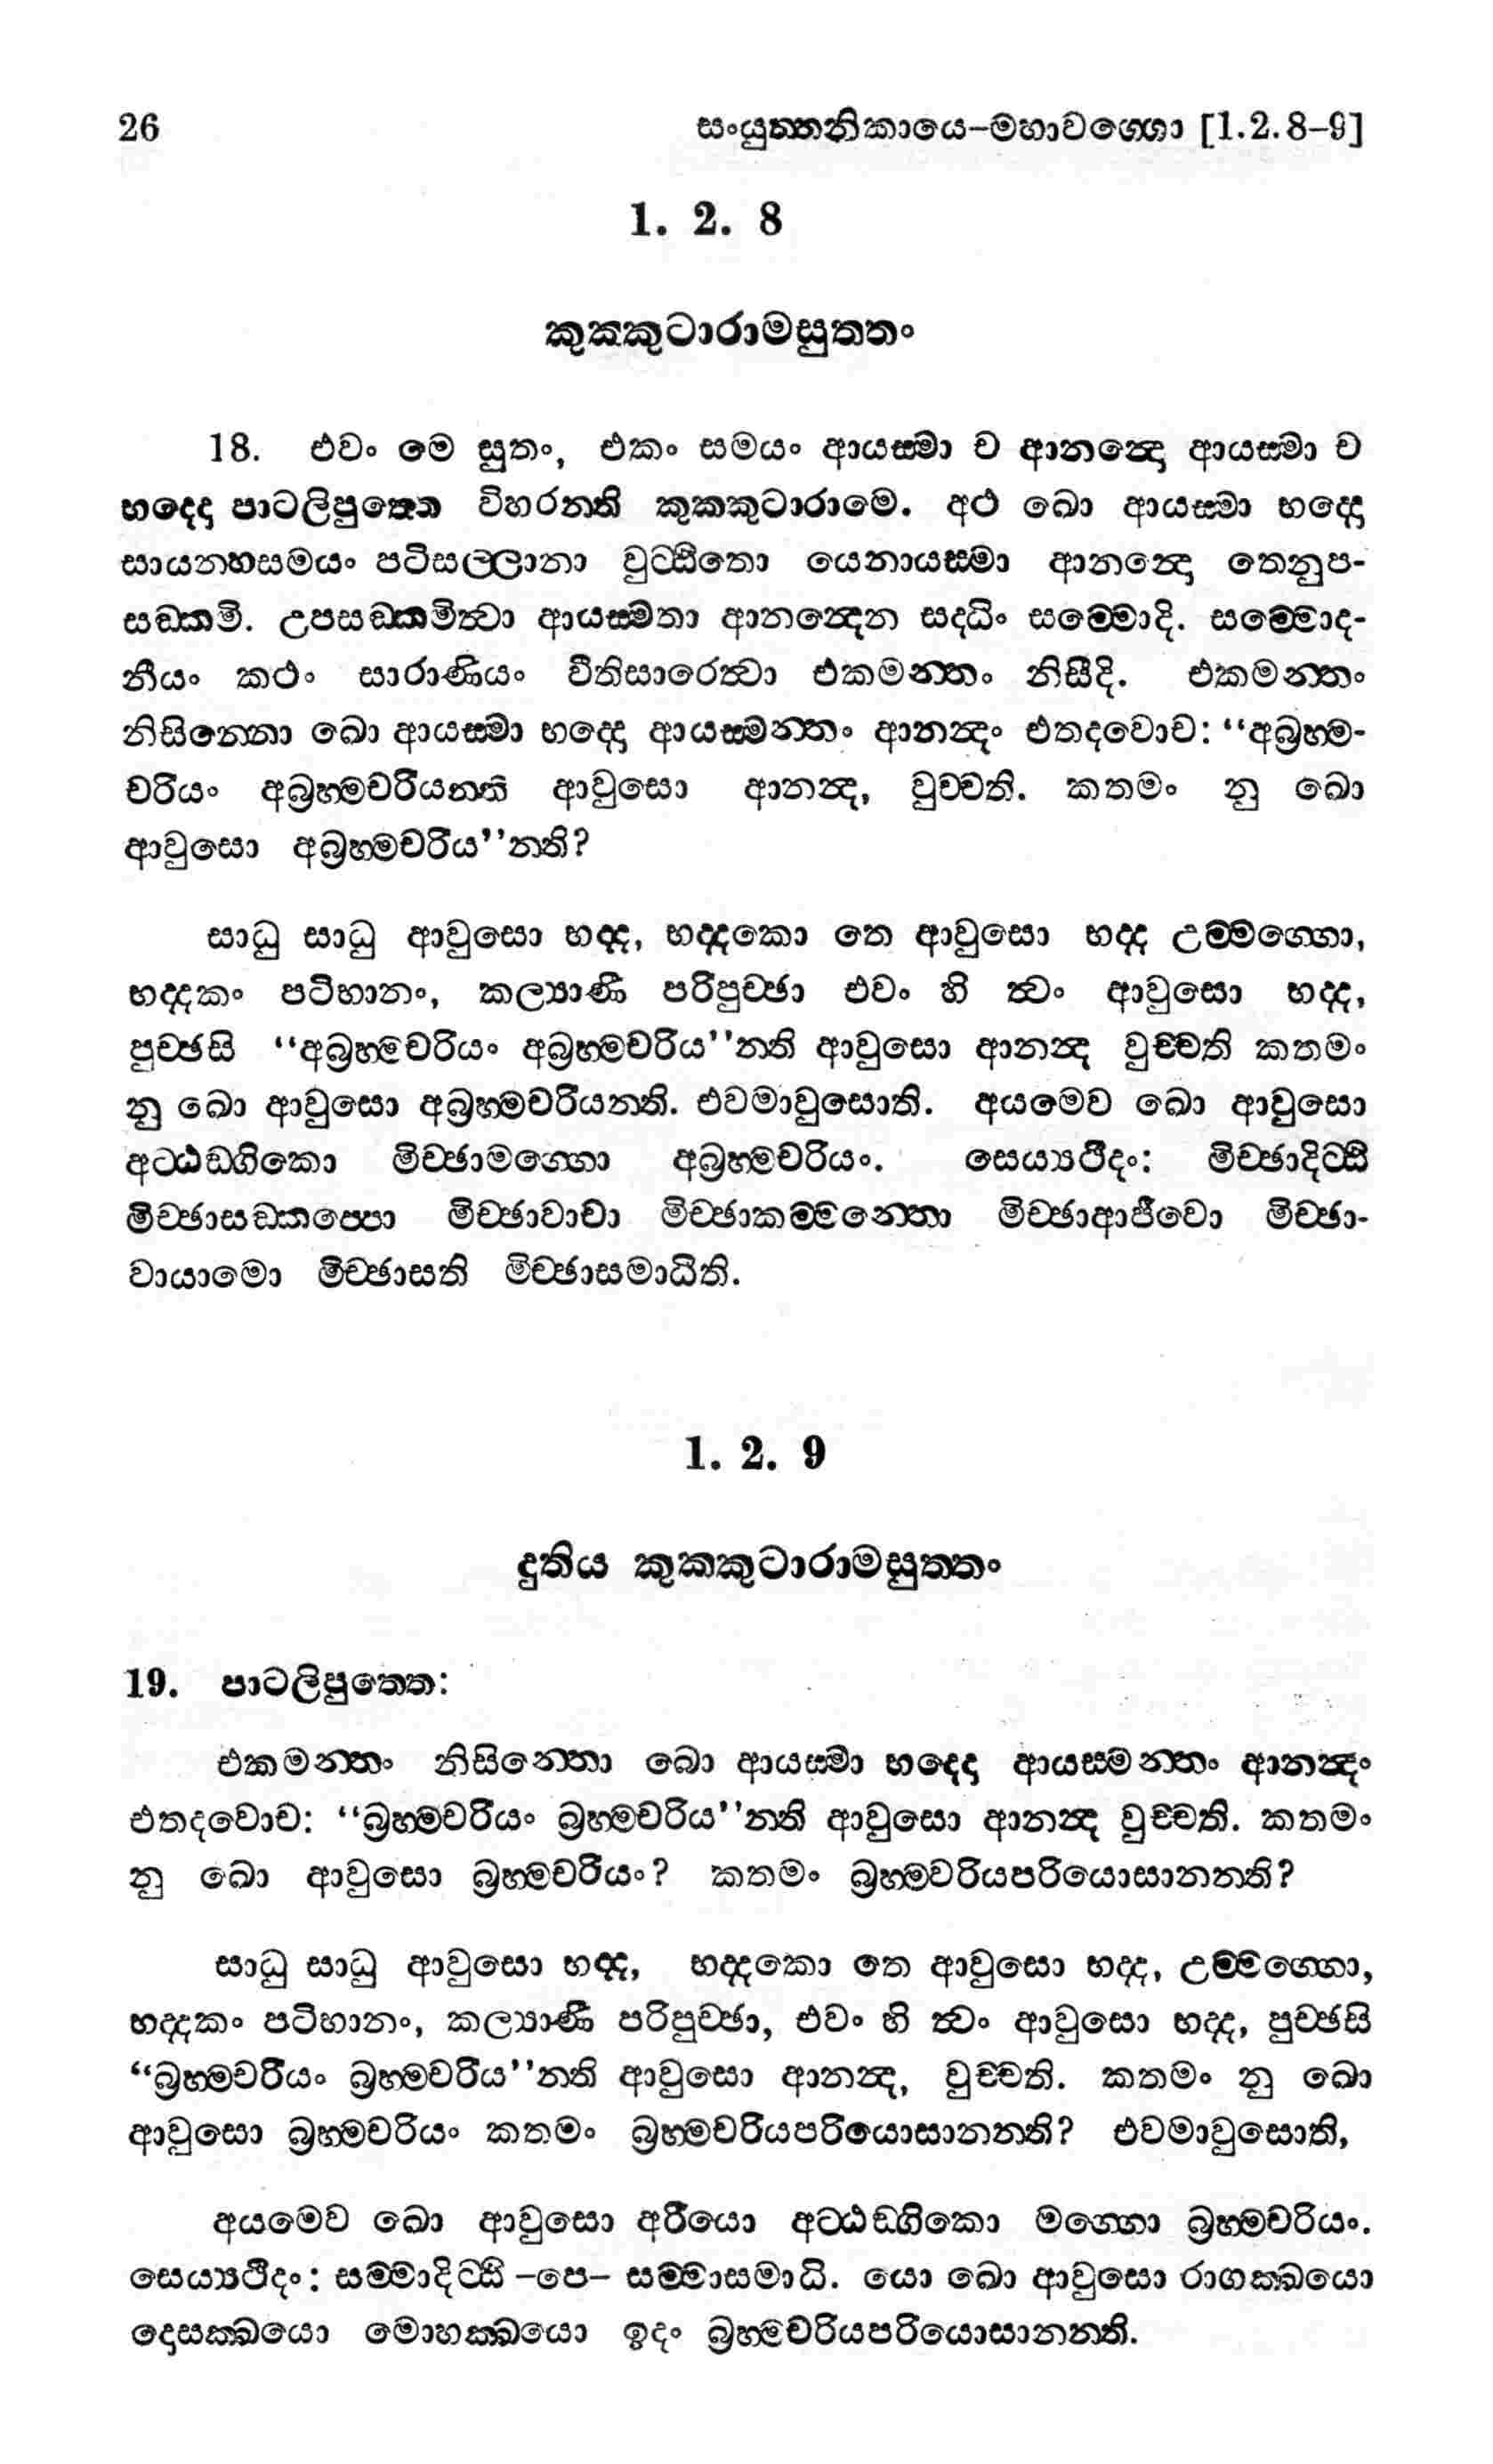 26 සංයුත්තනිකායෙ–මහාවග්ගො [1.2.8–9]
1. 2. 8
කුක්කුටාරාමසුත්තං
18. එවං මෙ සුතං, එකං සමයං ආයස්මා ච ආනන්දො ආයස්මා ච
භද්දො පාටලිපුත්තෙ විහරන්ති කුක්කුටාරාමෙ. අථ ඛො ආයස්මා භද්දො
සායන්හසමයං පටිසල්ලානා වුට්ඨිතො යෙනායස්මා ආනන්දො තෙනුප-
සඞ්කමි. උපසඞ්කමිත්වා ආයස්මතා ආනන්දෙන සද්ධිං සම්මොදි. සම්මොද-
නීයං කථං සාරාණීයං වීතිසාරෙත්වා එකමන්තං නිසීදි. එකමන්තං
නිසින්නො ඛො ආයස්මා භද්දො ආයස්මන්තං ආනන්දං එතදවොච: “අබ්‍රහ්ම-
චරියං අබ්‍රහ්මචරියන්ති ආවුසො ආනන්ද, වුච්චති. කතමං නු ඛො
ආවුසො අබ්‍රහ්මචරිය”න්ති?
සාධු සාධු ආවුසො භද්ද, භද්දකො තෙ ආවුසො භද්ද උම්මග්ගො,
භද්දකං පටිභානං, කල්‍යාණී පරිපුච්ඡා එවං හි ත්වං ආවුසො භද්ද,
පුච්ඡසි “අබ්‍රහ්මචරියං අබ්‍රහ්මචරිය”න්ති ආවුසො ආනන්ද වුච්චති කතමං
නු ඛො ආවුසො අබ්‍රහ්මචරියන්ති. එවමාවුසොති. අයමෙව ඛො ආවුසො
අට්ඨඞ්ගිකො මිච්ඡාමග්ගො අබ්‍රහ්මචරියං. සෙය්‍යථීදං: මිච්ඡාදිට්ඨි
මිච්ඡාසඞ්කප්පො මිච්ඡාවාචා මිච්ඡාකම්මන්තො මිච්ඡාආජීවො මිච්ඡා-
වායාමො මිච්ඡාසති මිච්ඡාසමාධීති.
1. 2. 9
දුතිය කුක්කුටාරාමසුත්තං
19. පාටලිපුත්තෙ:
එකමන්තං නිසින්නො ඛො ආයස්මා භද්දො ආයස්මන්තං ආනන්දං
එතදවොච: “බ්‍රහ්මචරියං බ්‍රහ්මචරිය”න්ති ආවුසො ආනන්ද වුච්චති. කතමං
නු ඛො ආවුසො බ්‍රහ්මචරියං? කතමං බ්‍රහ්මචරියපරියොසානන්ති?
සාධු සාධු ආවුසො භද්ද, භද්දකො තෙ ආවුසො භද්ද, උම්මග්ගො,
භද්දකං පටිභානං, කල්‍යාණී පරිපුච්ඡා, එවං හි ත්වං ආවුසො භද්ද, පුච්ඡසි
“බ්‍රහ්මචරියං බ්‍රහ්මචරිය”න්ති ආවුසො ආනන්ද, වුච්චති. කතමං නු ඛො
ආවුසො බ්‍රහ්මචරියං කතමං බ්‍රහ්මචරියපරියොසානන්ති? එවමාවුසොති,
අයමෙව ඛො ආවුසො අරියො අට්ඨඞ්ගිකො මග්ගො බ්‍රහ්මචරියං.
සෙය්‍යථීදං: සම්මාදිට්ඨි –පෙ– සම්මාසමාධි. යො ඛො ආවුසො රාගක්ඛයො
දොසක්ඛයො මොහක්ඛයො ඉදං බ්‍රහ්මචරියපරියොසානන්ති.